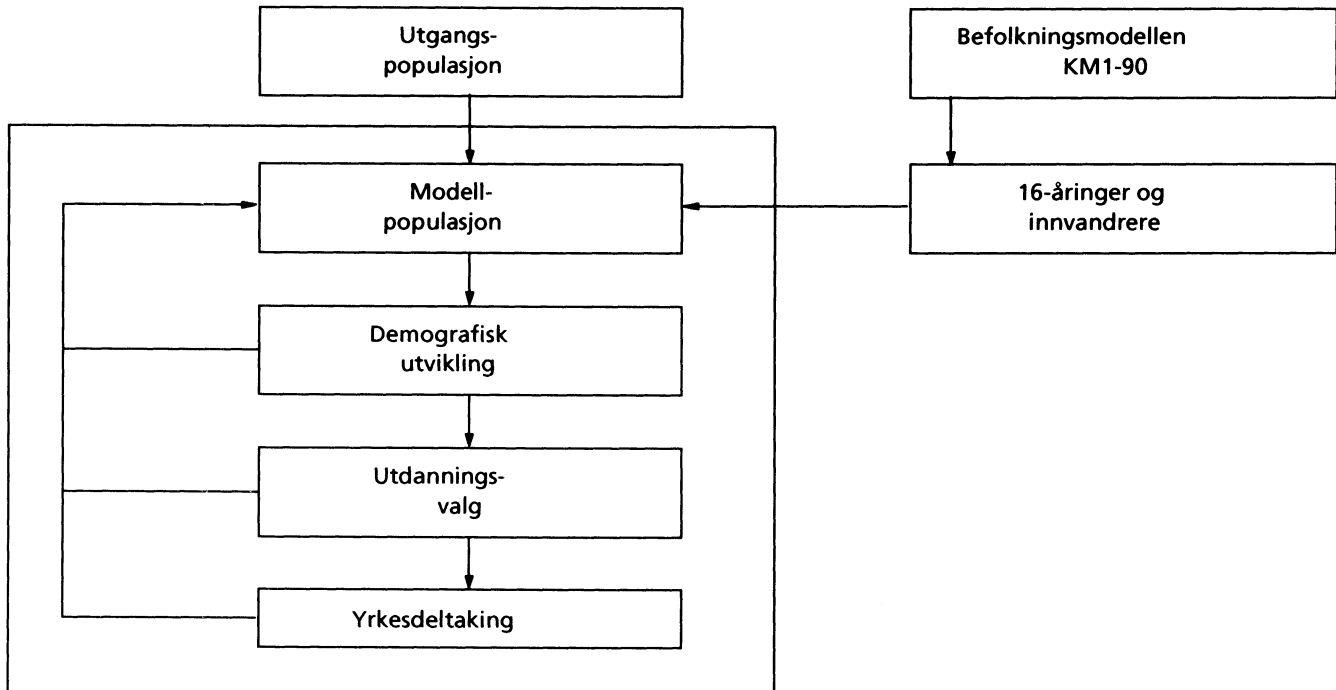 Utgangs-
populasjon
Befolkningsmodellen
KM1-90
Modell-
populasjon
16-åringer og
innvandrere
Demografisk
utvikling
Utdannings-
valg
Yrkesdeltaking